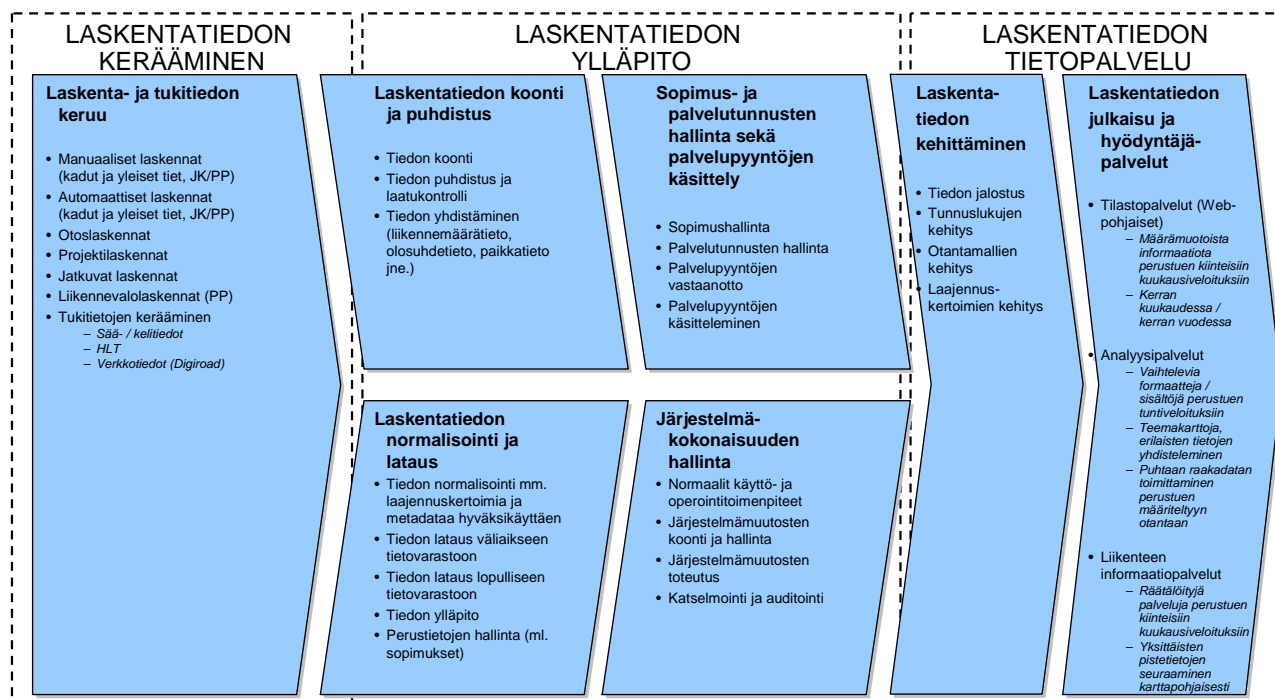 LASKENTATIEDON
KERÄÄMINEN
Laskenta- ja tukitiedon
keruu
• Manuaaliset laskennat
(kadut ja yleiset tiet, JK/PP)
• Automaattiset laskennat
(kadut ja yleiset tiet, JK/PP)
• Otoslaskennat
• Projektilaskennat
• Jatkuvat laskennat
• Liikennevalolaskennat (PP)
• Tukitietojen kerääminen
– Sää- / kelitiedot
– HLT
– Verkkotiedot (Digiroad)
LASKENTATIEDON
YLLÄPITO
Laskentatiedon koonti
ja puhdistus
• Tiedon koonti
• Tiedon puhdistus ja
laatukontrolli
• Tiedon yhdistäminen
(liikennemäärätieto,
olosuhdetieto, paikkatieto
jne.)
Sopimus- ja
palvelutunnusten
hallinta sekä
palvelupyyntöjen
käsittely
• Sopimushallinta
• Palvelutunnusten hallinta
• Palvelupyyntöjen
vastaanotto
• Palvelupyyntöjen
käsitteleminen
Laskentatiedon
normalisointi ja
lataus
• Tiedon normalisointi mm.
laajennuskertoimia ja
metadataa hyväksikäyttäen
• Tiedon lataus väliaikseen
tietovarastoon
• Tiedon lataus lopulliseen
tietovarastoon
• Tiedon ylläpito
• Perustietojen hallinta (ml.
sopimukset)
Järjestelmä-
kokonaisuuden
hallinta
• Normaalit käyttö- ja
operointitoimenpiteet
• Järjestelmämuutosten
koonti ja hallinta
• Järjestelmämuutosten
toteutus
• Katselmointi ja auditointi
LASKENTATIEDON
TIETOPALVELU
Laskenta-
tiedon
kehittäminen
• Tiedon jalostus
• Tunnuslukujen
kehitys
• Otantamallien
kehitys
• Laajennus-
kertoimien kehitys
Laskentatiedon
julkaisu ja
hyödyntäjä-
palvelut
• Tilastopalvelut (Web-
pohjaiset)
– Määrämuotoista
informaatiota
perustuen kiinteisiin
kuukausiveloituksiin
– Kerran
kuukaudessa /
kerran vuodessa
• Analyysipalvelut
– Vaihtelevia
formaatteja /
sisältöjä perustuen
tuntiveloituksiin
– Teemakarttoja,
erilaisten tietojen
yhdisteleminen
– Puhtaan raakadatan
toimittaminen
perustuen
määriteltyyn
otantaan
• Liikenteen
informaatiopalvelut
– Räätälöityjä
palveluja perustuen
kiinteisiin
kuukausiveloituksiin
– Yksittäisten
pistetietojen
seuraaminen
karttapohjaisesti